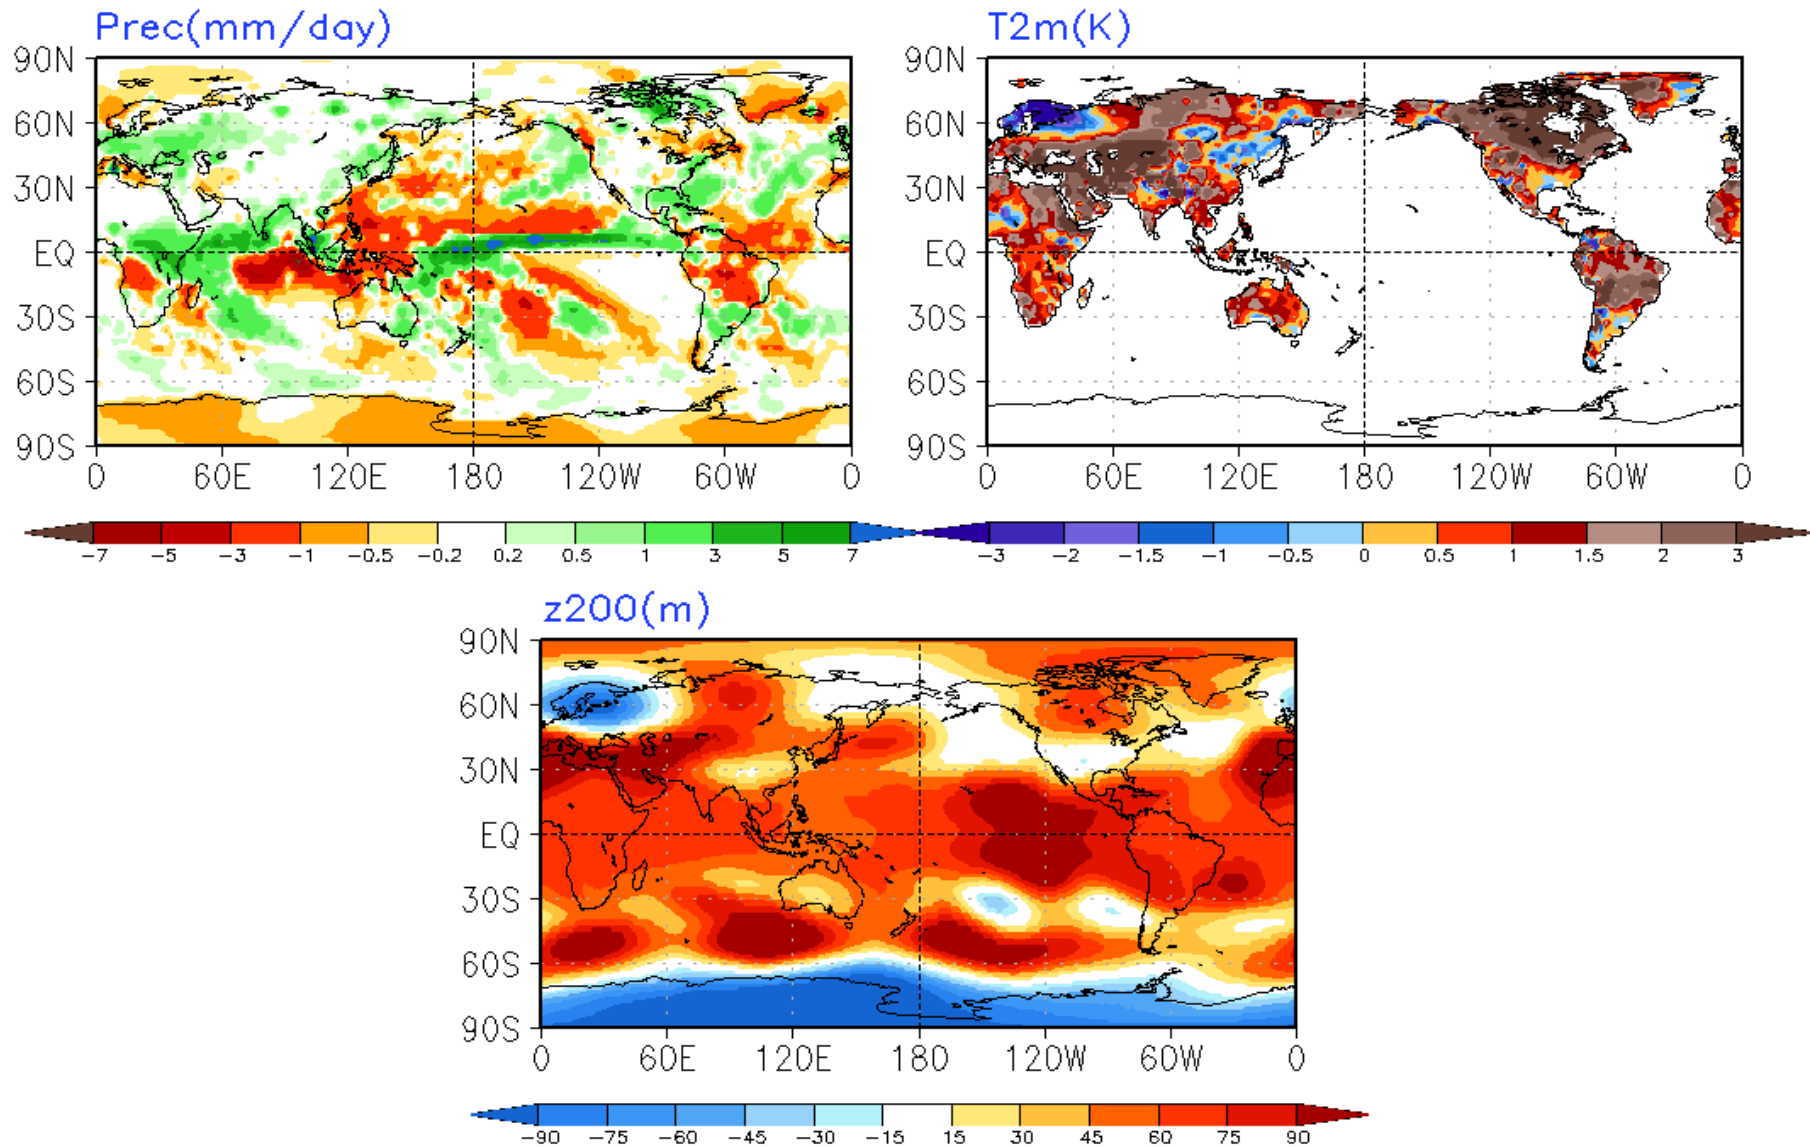 Prec(mm/day)
90N
60N
30N
EQ
30S
60S
90S
0 60E 120E 180 120W 60W 0
-7 -5 -3 -1 -0.5 -0.2 0.2 0.5 1 3 5 7
T2m(K)
90N
60N
30N
EQ
30S
60S
90S
0 60E 120E 180 120W 60W 0
-3 -2 -1.5 -1 -0.5 0 0.5 1 1.5 2 3
z200(m)
90N
60N
30N
EQ
30S
60S
90S
0 60E 120E 180 120W 60W 0
-90 -75 -60 -45 -30 -15 15 30 45 60 75 90